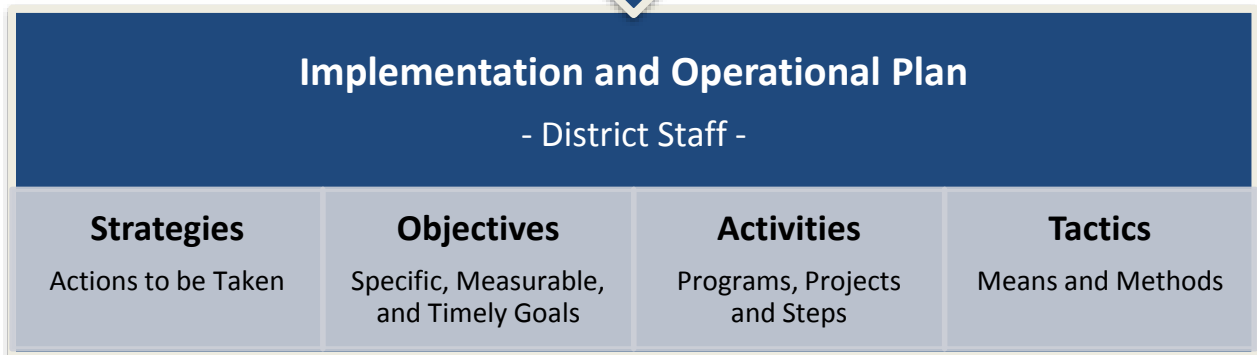 Implementation and Operational Plan
- District Staff -
Strategies
Actions to be Taken
Objectives
Specific, Measurable,
and Timely Goals
Activities
Programs, Projects
and Steps
Tactics
Means and Methods